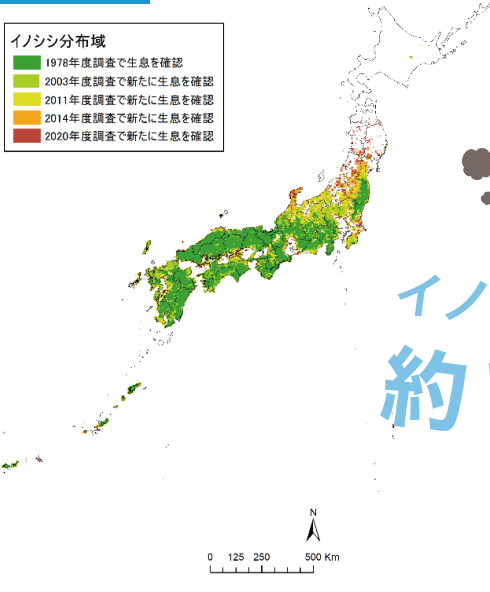 イノシシ分布域
1978年度調査で生息を確認
2003年度調査で新たに生息を確認
2011年度調査で新たに生息を確認
2014年度調査で新たに生息を確認
2020年度調査で新たに生息を確認
イノ
約
N
0 125 250 500 Km